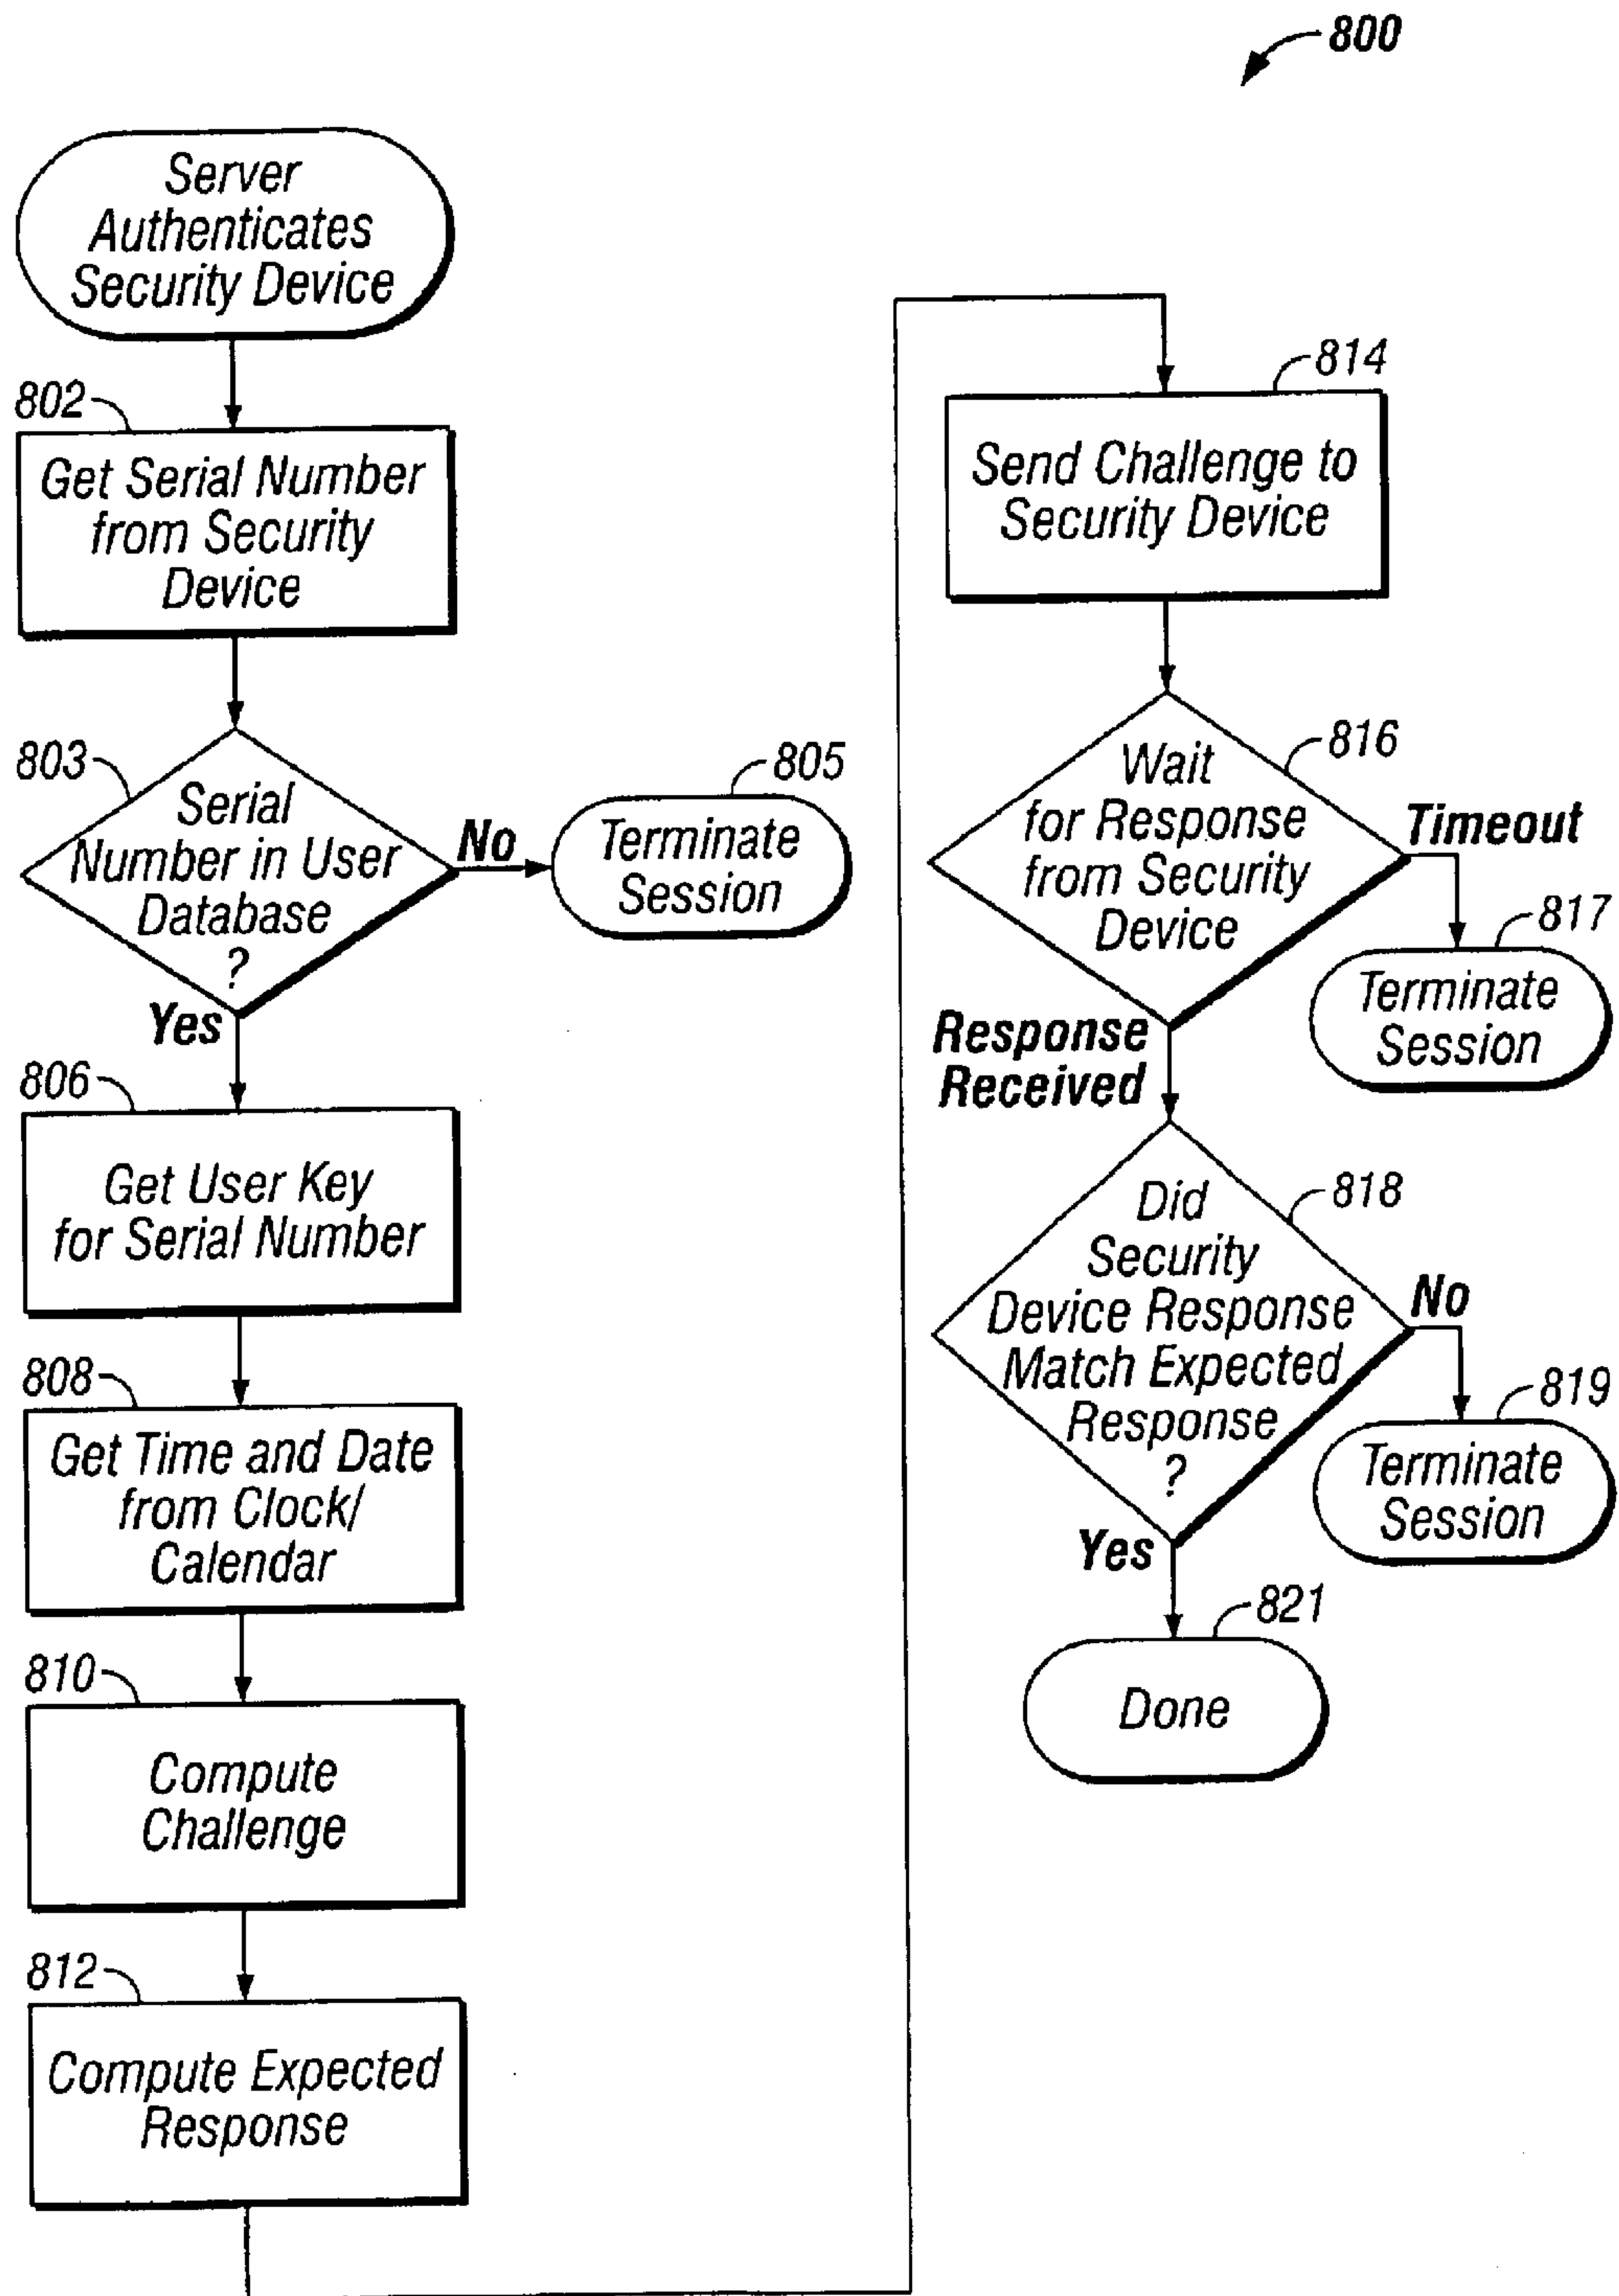 800
Server
Authenticates
Security Device
802
Get Serial Number
from Security
Device
803
Serial
Number in User
Database
?
No
805
Terminate
Session
Yes
806
Get User Key
for Serial Number
808
Get Time and Date
from Clock/
Calendar
810
Compute
Challenge
812
Compute Expected
Response
814
Send Challenge to
Security Device
816
Wait
for Response
from Security
Device
Timeout
817
Terminate
Session
Response
Received
818
Did
Security
Device Response
Match Expected
Response
?
No
819
Terminate
Session
Yes
821
Done